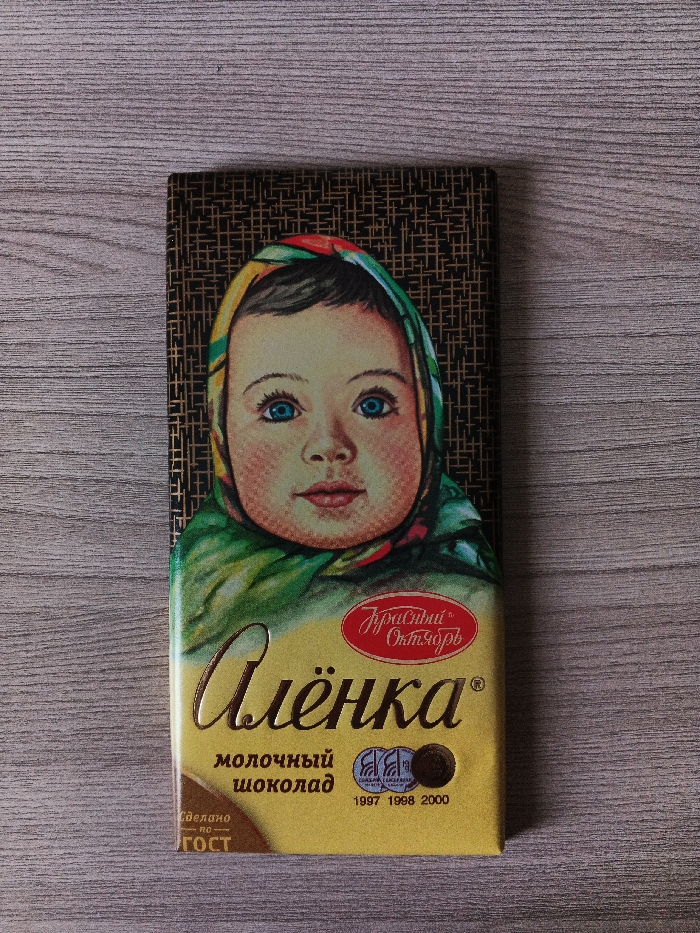 Красный
Октябрь
Алёнка®
молочный
шоколад
1997 1998 2000
Сделано
по
ГОСТ